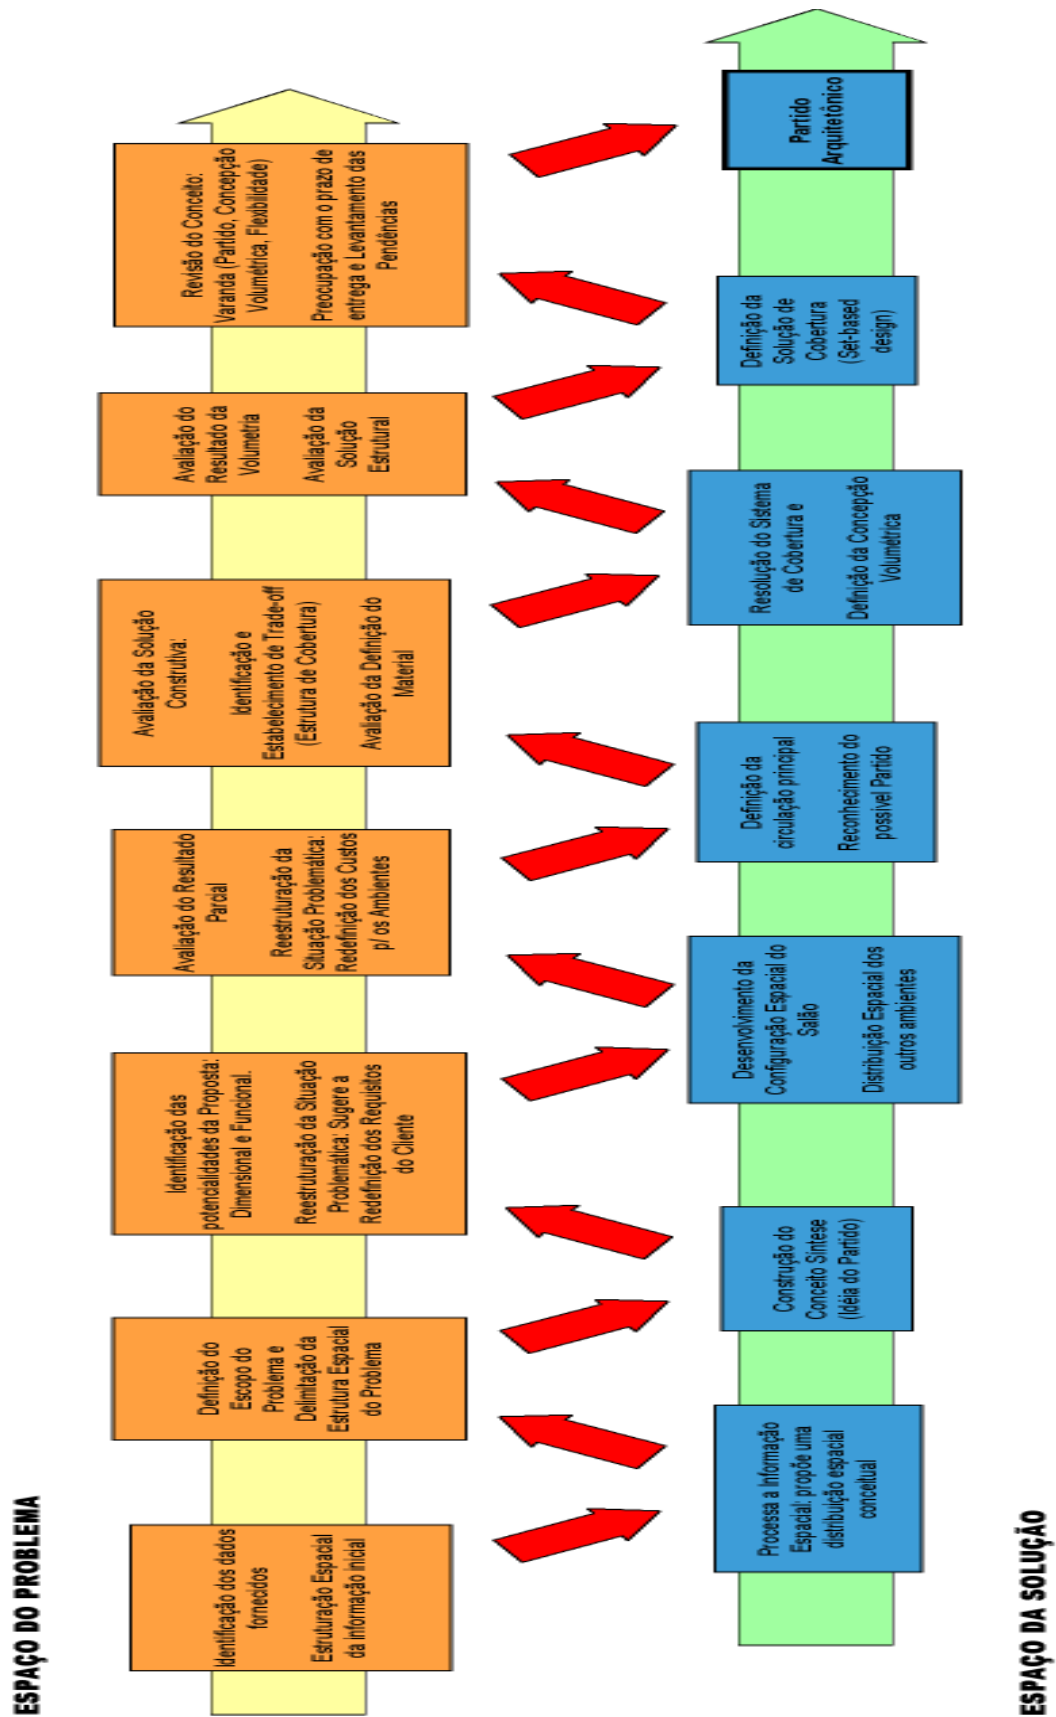 ESPAÇO DO PROBLEMA
Identificação dos dados
fornecidos
Estruturação Espacial
da informação inicial
Definição do
Escopo do
Problema e
Delimitação da
Estrutura Espacial
do Problema
Identificação das
potencialidades da Proposta:
Dimensional e Funcional.
Reestruturação da Situação
Problemática: Sugere a
Redefinição dos Requisitos
do Cliente
Avaliação do Resultado
Parcial
Reestruturação da
Situação Problemática:
Redefinição dos Custos
p/ os Ambientes
Avaliação da Solução
Construtiva:
Identificação e
Estabelecimento de Trade-off
(Estrutura de Cobertura)
Avaliação da Definição do
Material
Avaliação do
Resultado da
Volumetria
Avaliação da
Solução
Estrutural
Revisão do Conceito:
Varanda (Partido, Concepção
Volumétrica, Flexibilidade)
Preocupação com o prazo de
entrega e Levantamento das
Pendências
Processa a Informação
Espacial: propõe uma
distribuição espacial
conceitual
Construção do
Conceito Síntese
(Idéia do Partido)
Desenvolvimento da
Configuração Espacial do
Salão
Distribuição Espacial dos
outros ambientes
Definição da
circulação principal
Reconhecimento do
possível Partido
Resolução do Sistema
de Cobertura e
Definição da Concepção
Volumétrica
Definição da
Solução de
Cobertura
(Set-based
design)
Partido
Arquitetônico
ESPAÇO DA SOLUÇÃO